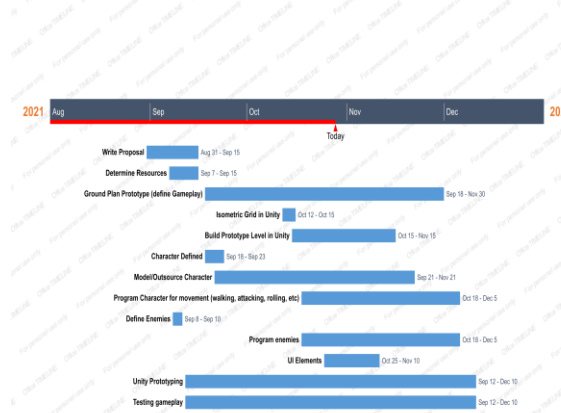 2021 Aug Sep Oct Nov Dec 20
Today
Write Proposal Aug 31 - Sep 15
Determine Resources Sep 7 - Sep 15
Ground Plan Prototype (define Gameplay) Sep 18 - Nov 30
Isometric Grid in Unity Oct 12 - Oct 15
Build Prototype Level in Unity Oct 15 - Nov 15
Character Defined Sep 18 - Sep 23
Model/Outsource Character Sep 21 - Nov 21
Program Character for movement (walking, attacking, rolling, etc) Oct 18 - Dec 5
Define Enemies Sep 8 - Sep 10
Program enemies Oct 18 - Dec 5
UI Elements Oct 25 - Nov 10
Unity Prototyping Sep 12 - Dec 10
Testing gameplay Sep 12 - Dec 10